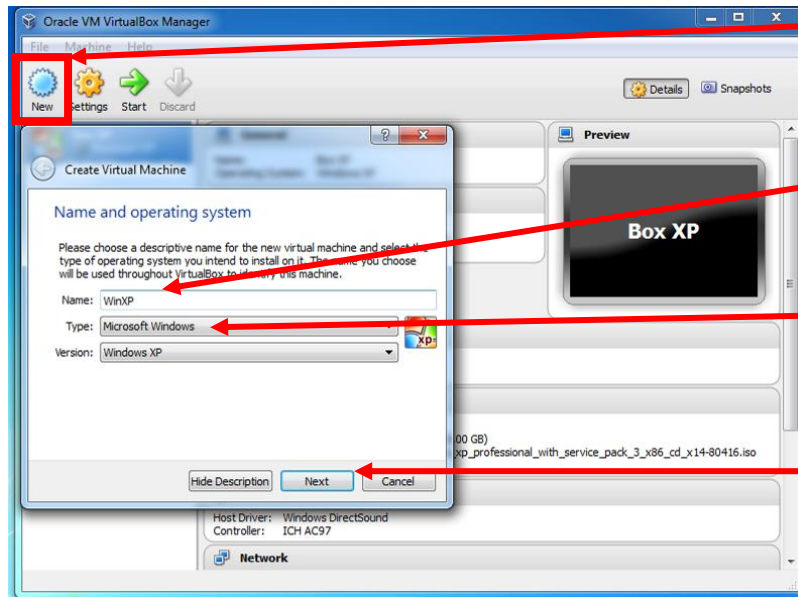 Oracle VM VirtualBox Manager
File Machine Help
New Settings Start Discard
Details Snapshots
Preview
Box XP
Create Virtual Machine
Name and operating system
Please choose a descriptive name for the new virtual machine and select the
type of operating system you intend to install on it. The name you choose
will be used throughout VirtualBox to identify this machine.
Name: WinXP
Type: Microsoft Windows
xp
Version: Windows XP
00 GB)
xp_professional_with_service_pack_3_x86_cd_x14-80416.iso
Hide Description Next Cancel
Host Driver: Windows DirectSound
Controller: ICH AC97
Network